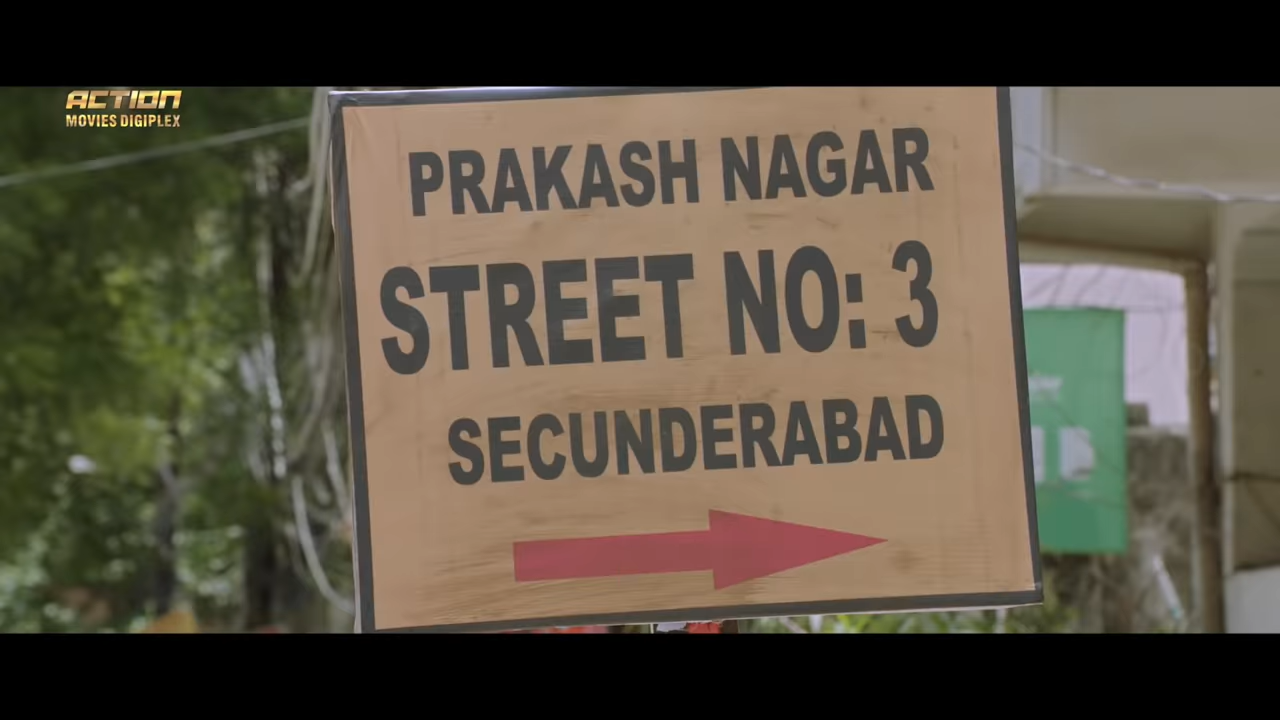 ACTION
MOVIES DIGIPLEX
PRAKASH NAGAR
STREET NO: 3
SECUNDERABAD